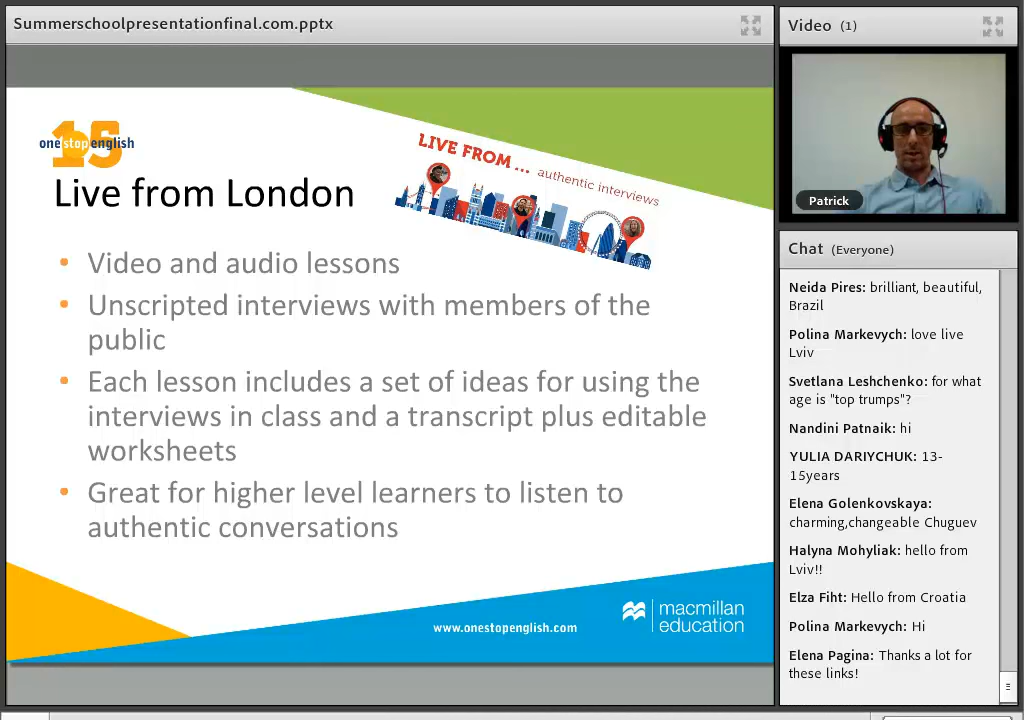 Summerschoolpresentationfinal.com.pptx
15
onestopenglish
Live from London
LIVE FROM ... authentic interviews
• Video and audio lessons
• Unscripted interviews with members of the
public
• Each lesson includes a set of ideas for using the
interviews in class and a transcript plus editable
worksheets
• Great for higher level learners to listen to
authentic conversations
www.onestopenglish.com
macmillan
education
Video (1)
Patrick
Chat (Everyone)
Neida Pires: brilliant, beautiful,
Brazil
Polina Markevych: love live
Lviv
Svetlana Leshchenko: for what
age is "top trumps"?
Nandini Patnaik: hi
YULIA DARIYCHUK: 13-
15years
Elena Golenkovskaya:
charming,changeable Chuguev
Halyna Mohyliak: hello from
Lviv!!
Elza Fiht: Hello from Croatia
Polina Markevych: Hi
Elena Pagina: Thanks a lot for
these links!